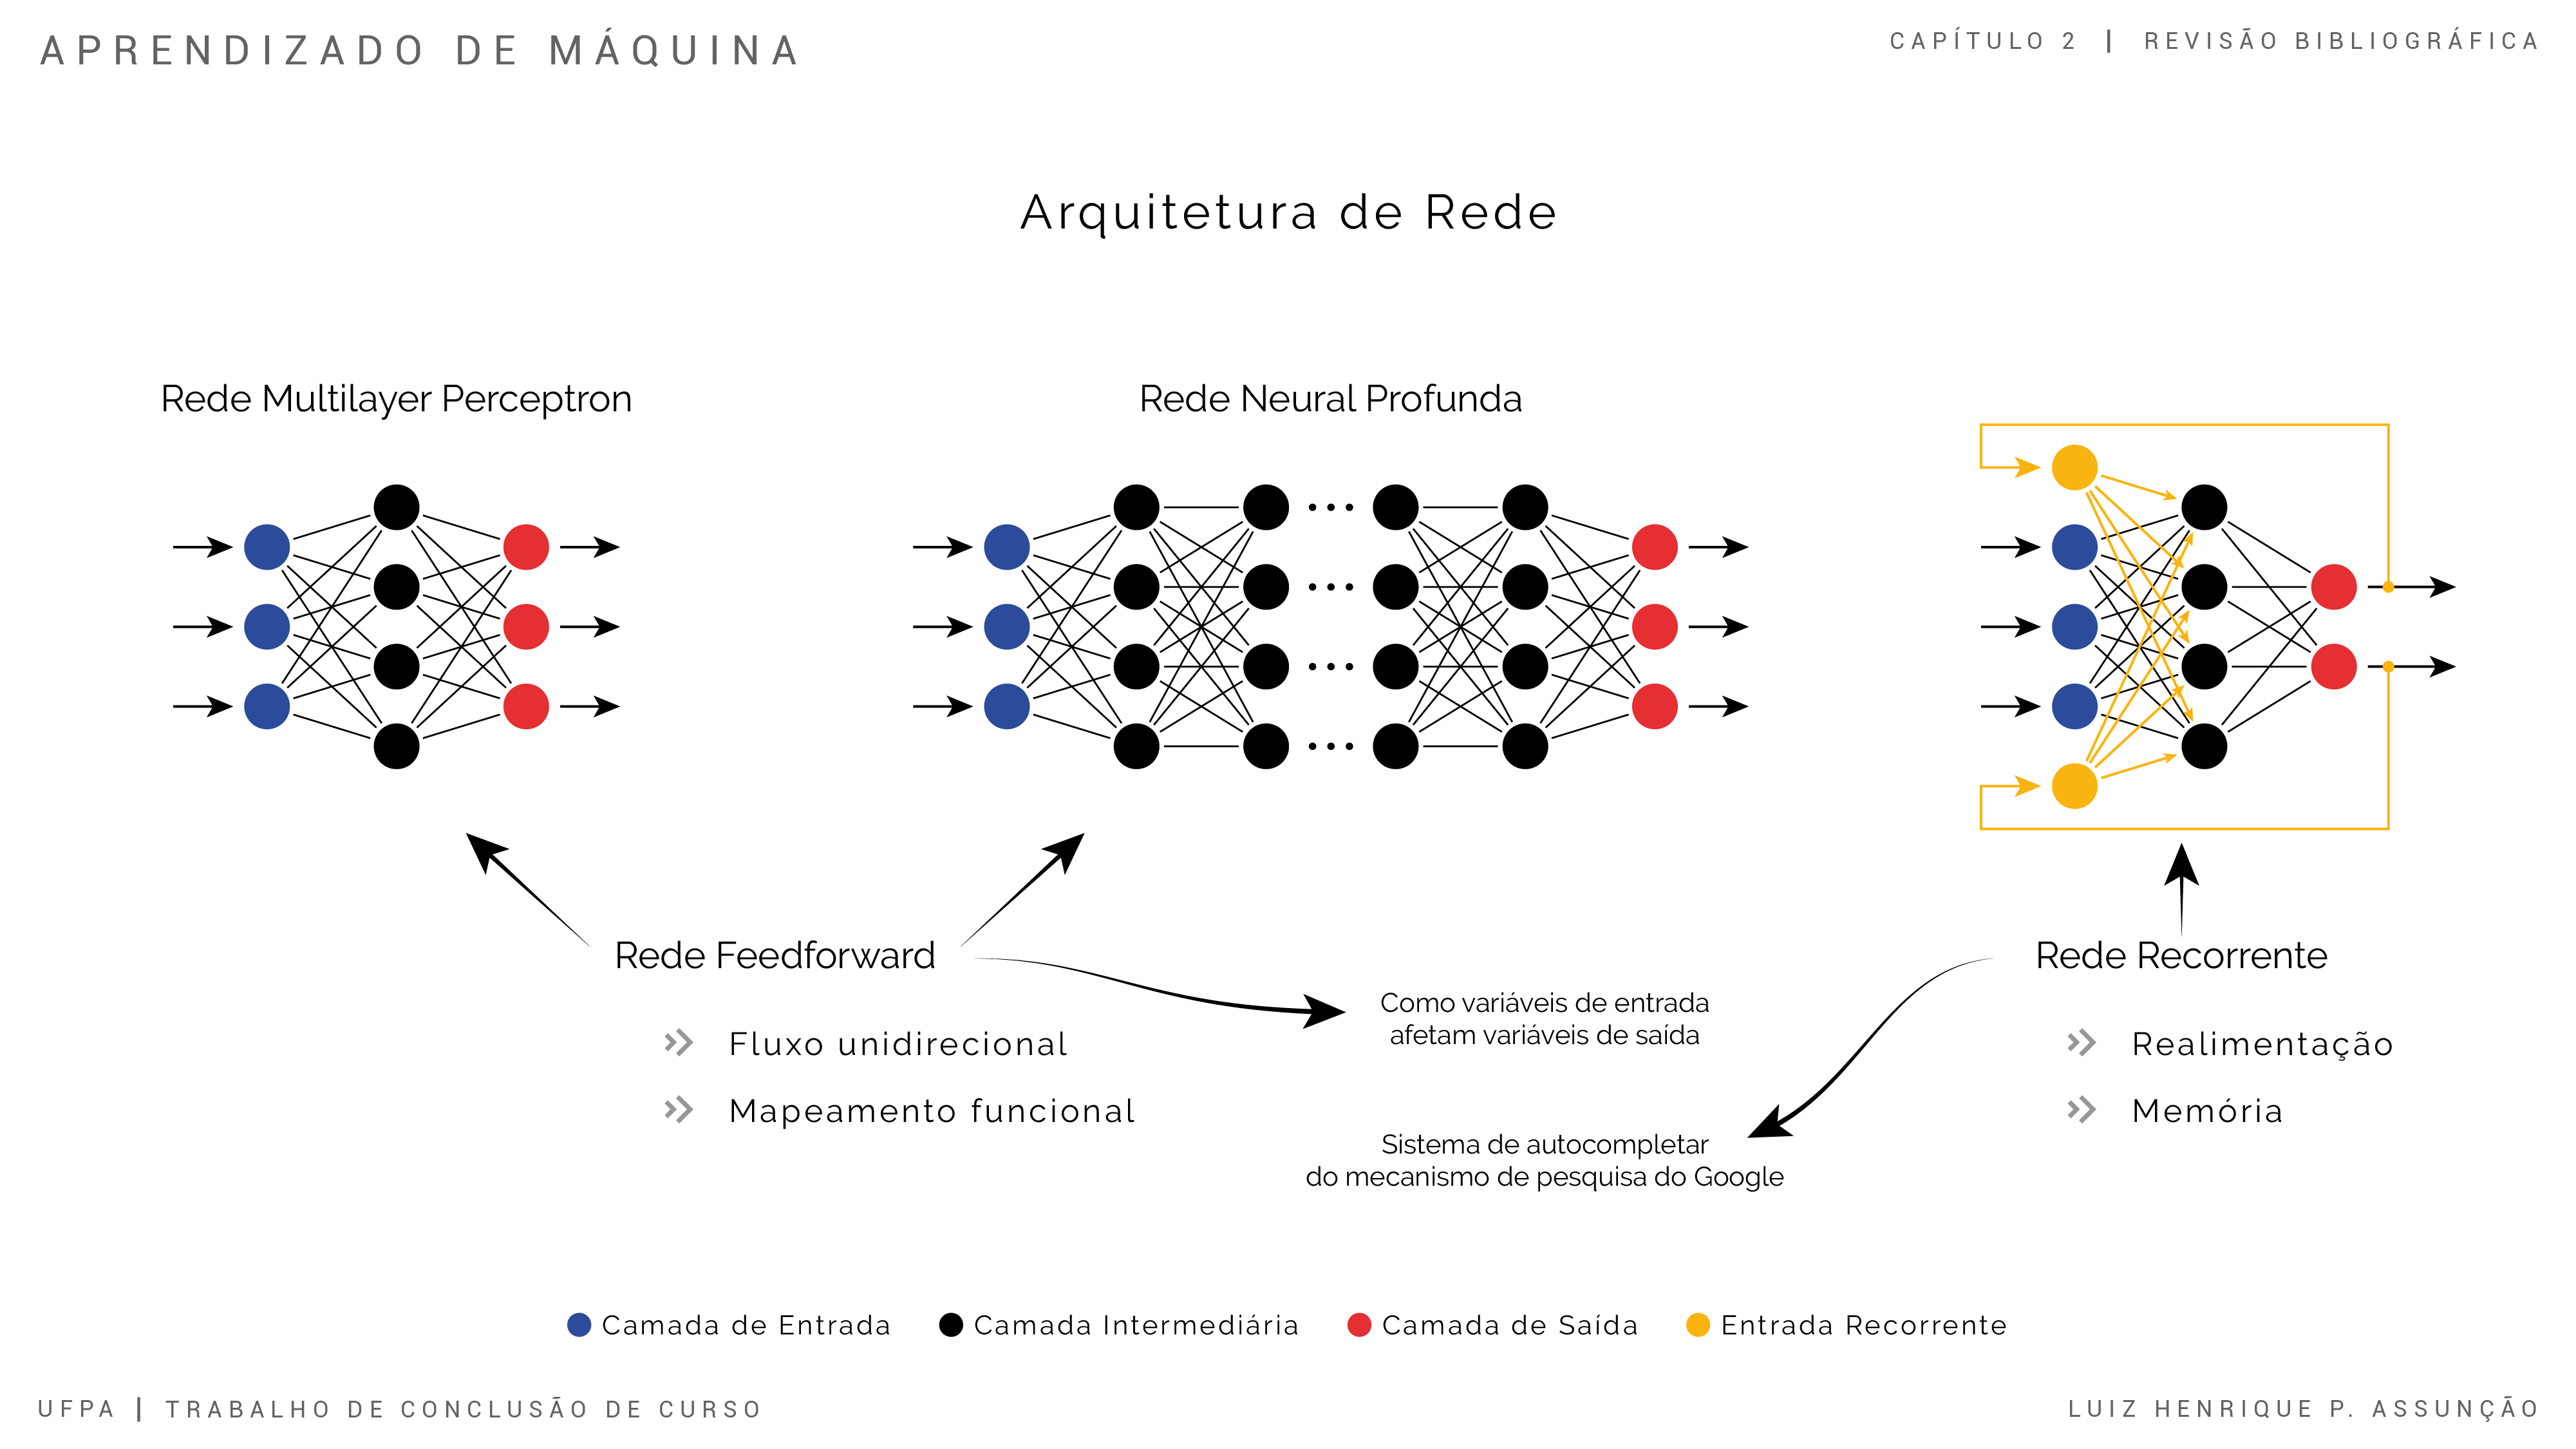 APRENDIZADO DE MÁQUINA
CAPÍTULO 2 | REVISÃO BIBLIOGRÁFICA
Arquitetura de Rede
Rede Multilayer Perceptron
Rede Neural Profunda
Rede Feedforward
Fluxo unidirecional
Mapeamento funcional
Como variáveis de entrada
afetam variáveis de saída
Sistema de autocompletar
do mecanismo de pesquisa do Google
Rede Recorrente
Realimentação
Memória
Camada de Entrada
Camada Intermediária
Camada de Saída
Entrada Recorrente
UFPA | TRABALHO DE CONCLUSÃO DE CURSO
LUIZ HENRIQUE P. ASSUNÇÃO